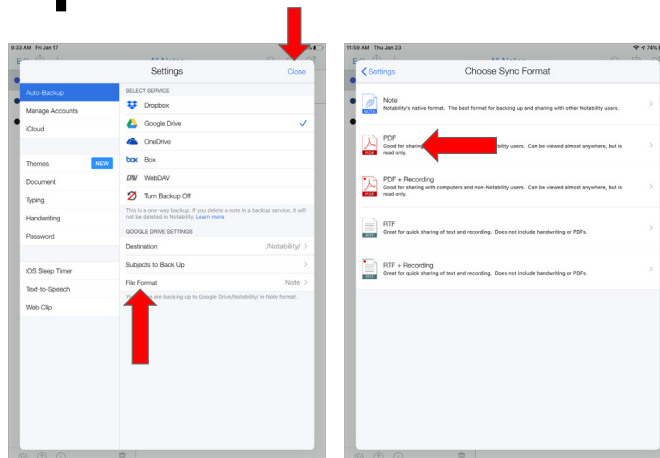 9:33 AM Fri Jan 17
Settings
Close
Auto-Backup
Manage Accounts
iCloud
Themes
NEW
Document
Typing
Handwriting
Password
iOS Sleep Timer
Text-to-Speech
Web Clip
SELECT SERVICE
Dropbox
Google Drive
OneDrive
box Box
DAV WebDAV
Turn Backup Off
This is a one-way backup. If you delete a note in a backup service, it will
not be deleted in Notability. Learn more
GOOGLE DRIVE SETTINGS
Destination /Notability/
Subjects to Back Up
File Format Note
are backing up to Google Drive/Notability/ in Note format.
11:59 AM Thu Jan 23
74%
Settings
Choose Sync Format
NOTE
Note
Notability's native format. The best format for backing up and sharing with other Notability users.
PDF
PDF
Good for sharing users. Can be viewed almost anywhere, but is
read only.
PDF
PDF + Recording
Good for sharing with computers and non-Notability users. Can be viewed almost anywhere, but is
read only.
RTF
RTF
Great for quick sharing of text and recording. Does not include handwriting or PDFs.
RTF
RTF + Recording
Great for quick sharing of text and recording. Does not include handwriting or PDFs.